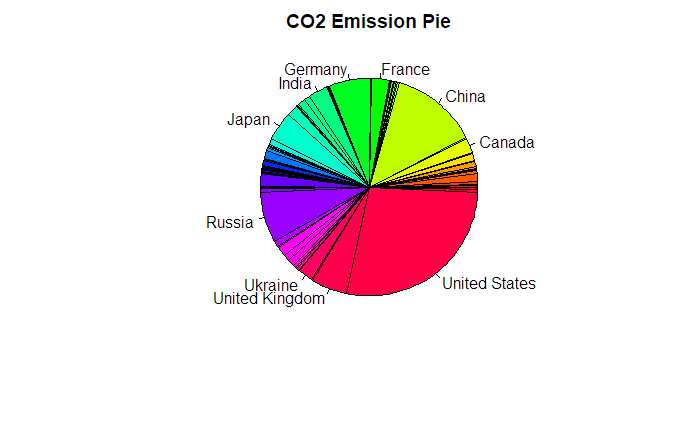 CO2 Emission Pie
Germany
France
India
China
Japan
Canada
Russia
Ukraine
United States
United Kingdom